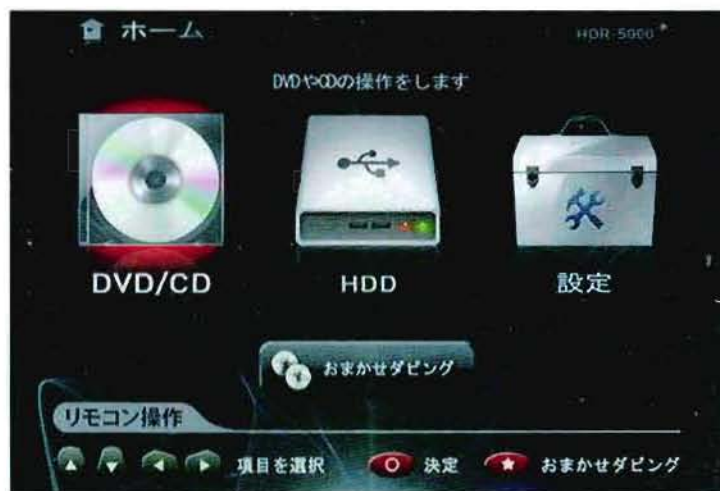 ホーム
HDR-5000
DVDやCDの操作をします
DVD/CD
HDD
設定
おまかせダビング
リモコン操作
項目を選択
決定
おまかせダビング